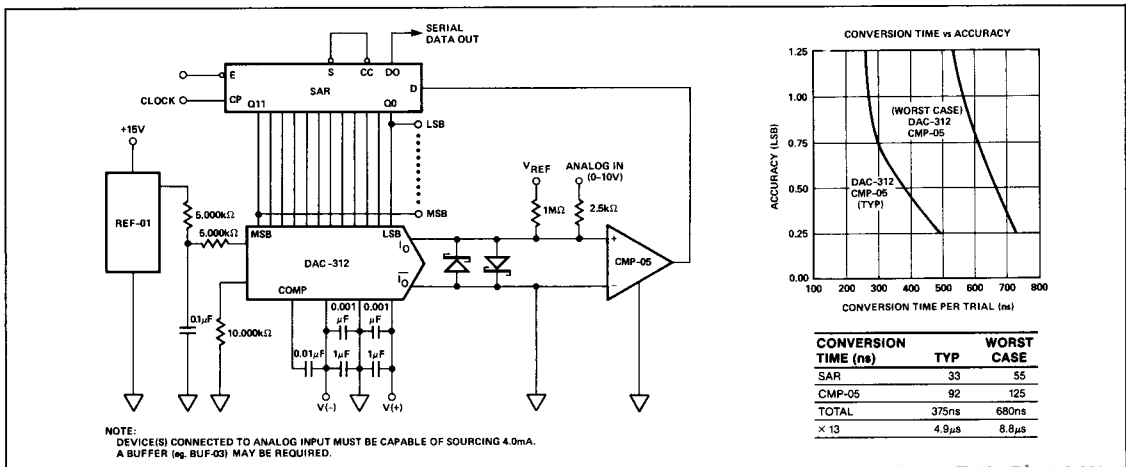 SERIAL
DATA OUT
S
CC
DO
E
SAR
D
CLOCK
CP
Q11
Q0
LSB
MSB
+15V
REF-01
5.000kΩ
5.000kΩ
MSB
LSB
IO
DAC-312
IO
COMP
0.1µF
10.000kΩ
0.001
µF
0.001
µF
0.01µF
1µF
1µF
V(-)
V(+)
VREF
ANALOG IN
(0–10V)
1MΩ
2.5kΩ
+
CMP-05
−
NOTE:
DEVICE(S) CONNECTED TO ANALOG INPUT MUST BE CAPABLE OF SOURCING 4.0mA.
A BUFFER (eg. BUF-03) MAY BE REQUIRED.
CONVERSION TIME vs ACCURACY
1.25
1.00
0.75
0.50
0.25
0.00
ACCURACY (LSB)
(WORST CASE)
DAC-312
CMP-05
DAC-312
CMP-05
(TYP)
100 200 300 400 500 600 700 800
CONVERSION TIME PER TRIAL (ns)
CONVERSION TIME (ns) TYP WORST CASE
SAR 33 55
CMP-05 92 125
TOTAL 375ns 680ns
× 13 4.9µs 8.8µs